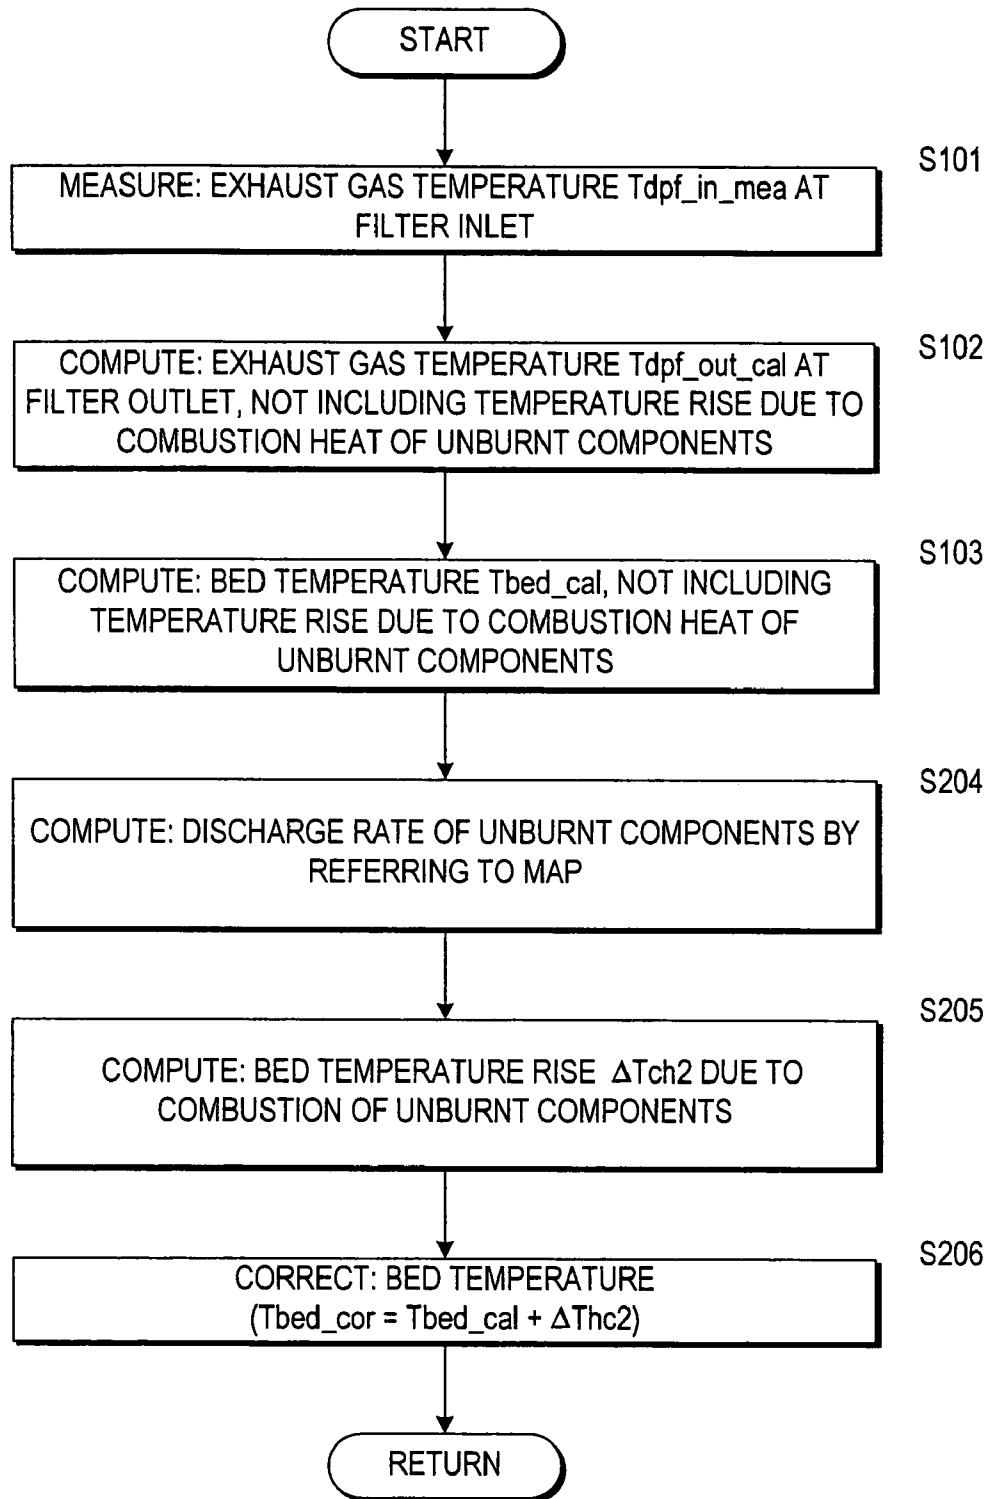 START
S101
MEASURE: EXHAUST GAS TEMPERATURE Tdpf_in_mea AT
FILTER INLET
S102
COMPUTE: EXHAUST GAS TEMPERATURE Tdpf_out_cal AT
FILTER OUTLET, NOT INCLUDING TEMPERATURE RISE DUE TO
COMBUSTION HEAT OF UNBURNT COMPONENTS
S103
COMPUTE: BED TEMPERATURE Tbed_cal, NOT INCLUDING
TEMPERATURE RISE DUE TO COMBUSTION HEAT OF
UNBURNT COMPONENTS
S204
COMPUTE: DISCHARGE RATE OF UNBURNT COMPONENTS BY
REFERRING TO MAP
S205
COMPUTE: BED TEMPERATURE RISE ΔTch2 DUE TO
COMBUSTION OF UNBURNT COMPONENTS
S206
CORRECT: BED TEMPERATURE
(Tbed_cor = Tbed_cal + ΔThc2)
RETURN